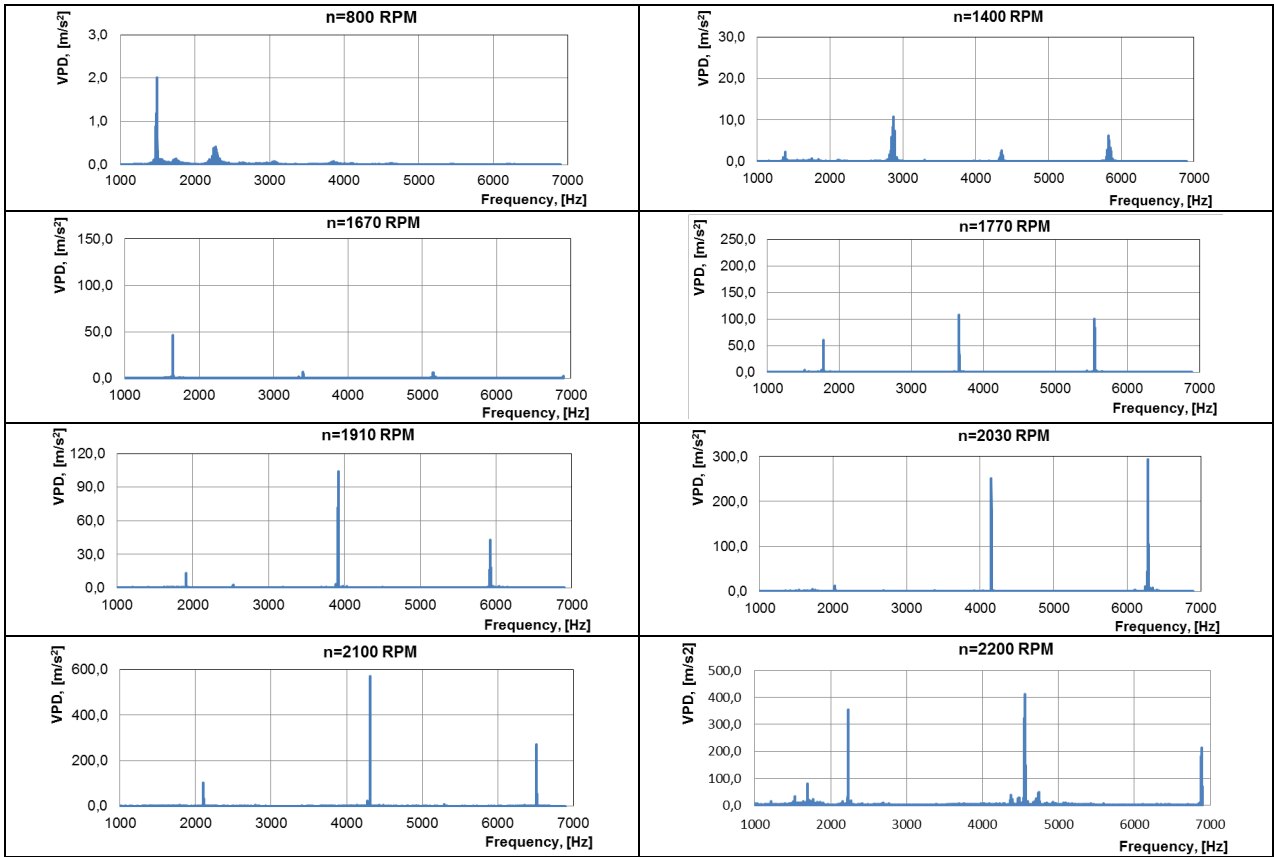 n=800 RPM
VPD, [m/s²]
3,0
2,0
1,0
0,0
1000 2000 3000 4000 5000 6000 7000
Frequency, [Hz]
n=1400 RPM
VPD, [m/s²]
30,0
20,0
10,0
0,0
1000 2000 3000 4000 5000 6000 7000
Frequency, [Hz]
n=1670 RPM
VPD, [m/s²]
150,0
100,0
50,0
0,0
1000 2000 3000 4000 5000 6000 7000
Frequency, [Hz]
n=1770 RPM
VPD, [m/s²]
250,0
200,0
150,0
100,0
50,0
0,0
1000 2000 3000 4000 5000 6000 7000
Frequency, [Hz]
n=1910 RPM
VPD, [m/s²]
120,0
90,0
60,0
30,0
0,0
1000 2000 3000 4000 5000 6000 7000
Frequency, [Hz]
n=2030 RPM
VPD, [m/s²]
300,0
200,0
100,0
0,0
1000 2000 3000 4000 5000 6000 7000
Frequency, [Hz]
n=2100 RPM
VPD, [m/s²]
600,0
400,0
200,0
0,0
1000 2000 3000 4000 5000 6000 7000
Frequency, [Hz]
n=2200 RPM
VPD, [m/s2]
500,0
400,0
300,0
200,0
100,0
0,0
1000 2000 3000 4000 5000 6000 7000
Frequency, [Hz]